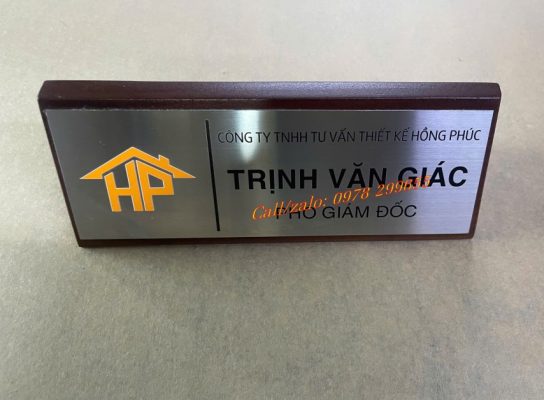 HP
CÔNG TY TNHH TƯ VẤN THIẾT KẾ HỒNG PHÚC
TRỊNH VĂN GIÁC
Call/zalo: 0978 299653
PHÓ GIÁM ĐỐC